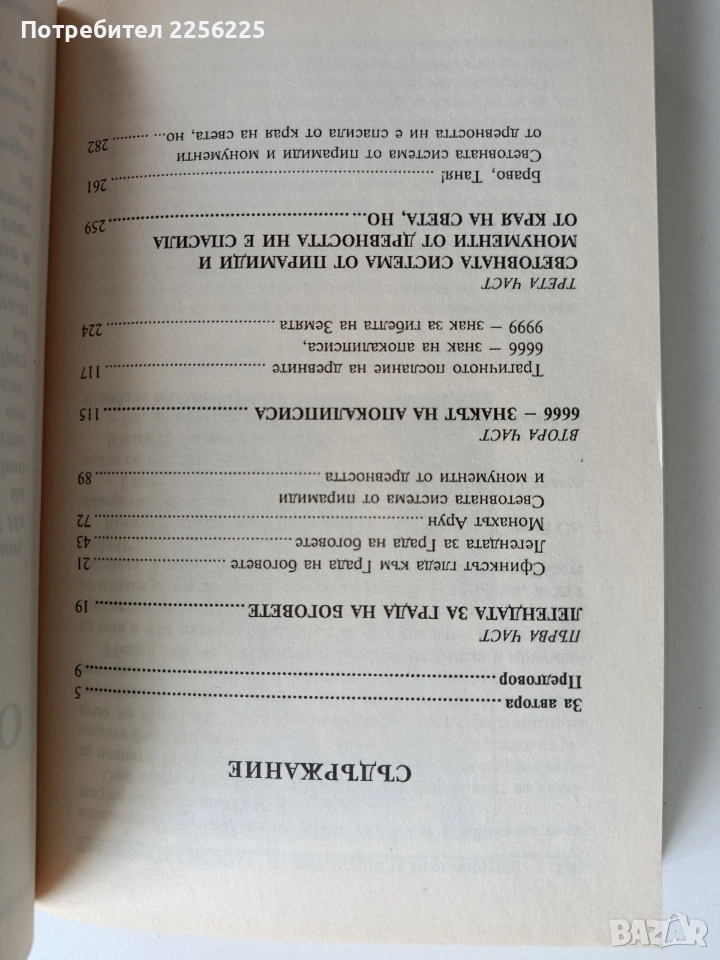 Потребител 2256225
СЪДЪРЖАНИЕ
За автора ........ 5
Предговор ........ 9
ПЪРВА ЧАСТ
ЛЕГЕНДАТА ЗА ГРАДА НА БОГОВЕТЕ ........ 19
Сфинксът гледа към Града на боговете ........ 21
Легендата за Града на боговете ........ 43
Монахът Арун ........ 72
Световната система от пирамиди
и монументи от древността ........ 89
ВТОРА ЧАСТ
6666 – ЗНАКЪТ НА АПОКАЛИПСИСА ........ 115
Трагичното послание на древните ........ 117
6666 – знак на апокалипсиса,
9999 – знак за гибелта на Земята ........ 224
ТРЕТА ЧАСТ
СВЕТОВНАТА СИСТЕМА ОТ ПИРАМИДИ И
МОНУМЕНТИ ОТ ДРЕВНОСТТА НИ Е СПАСИЛА
ОТ КРАЯ НА СВЕТА, НО... ........ 259
Браво, Таня! ........ 261
Световната система от пирамиди и монументи
от древността ни е спасила от края на света, но... ........ 282
BAZAR